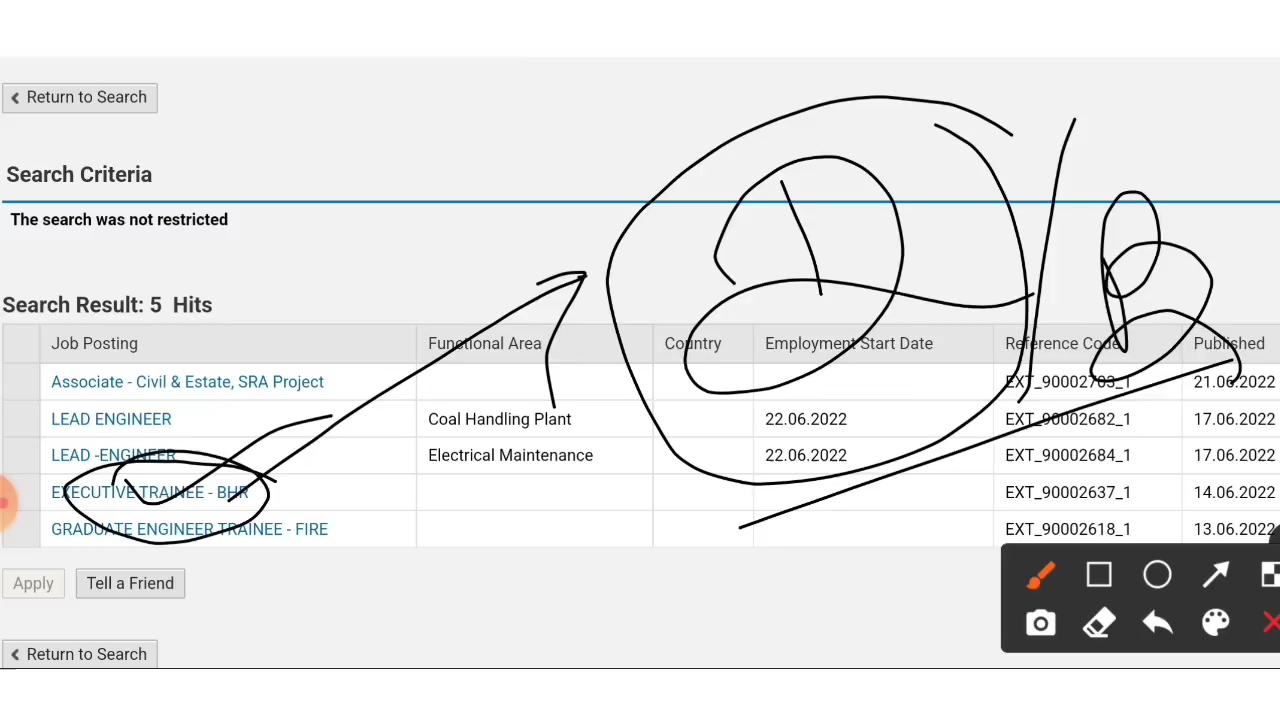 Return to Search
Search Criteria
The search was not restricted
Search Result: 5 Hits
Job Posting Functional Area Country Employment Start Date Reference Code Published
Associate - Civil & Estate, SRA Project EXT_90002703_1 21.06.2022
LEAD ENGINEER Coal Handling Plant 22.06.2022 EXT_90002682_1 17.06.2022
LEAD -ENGINEER Electrical Maintenance 22.06.2022 EXT_90002684_1 17.06.2022
EXECUTIVE TRAINEE - BHR EXT_90002637_1 14.06.2022
GRADUATE ENGINEER TRAINEE - FIRE EXT_90002618_1 13.06.2022
Apply Tell a Friend
Return to Search